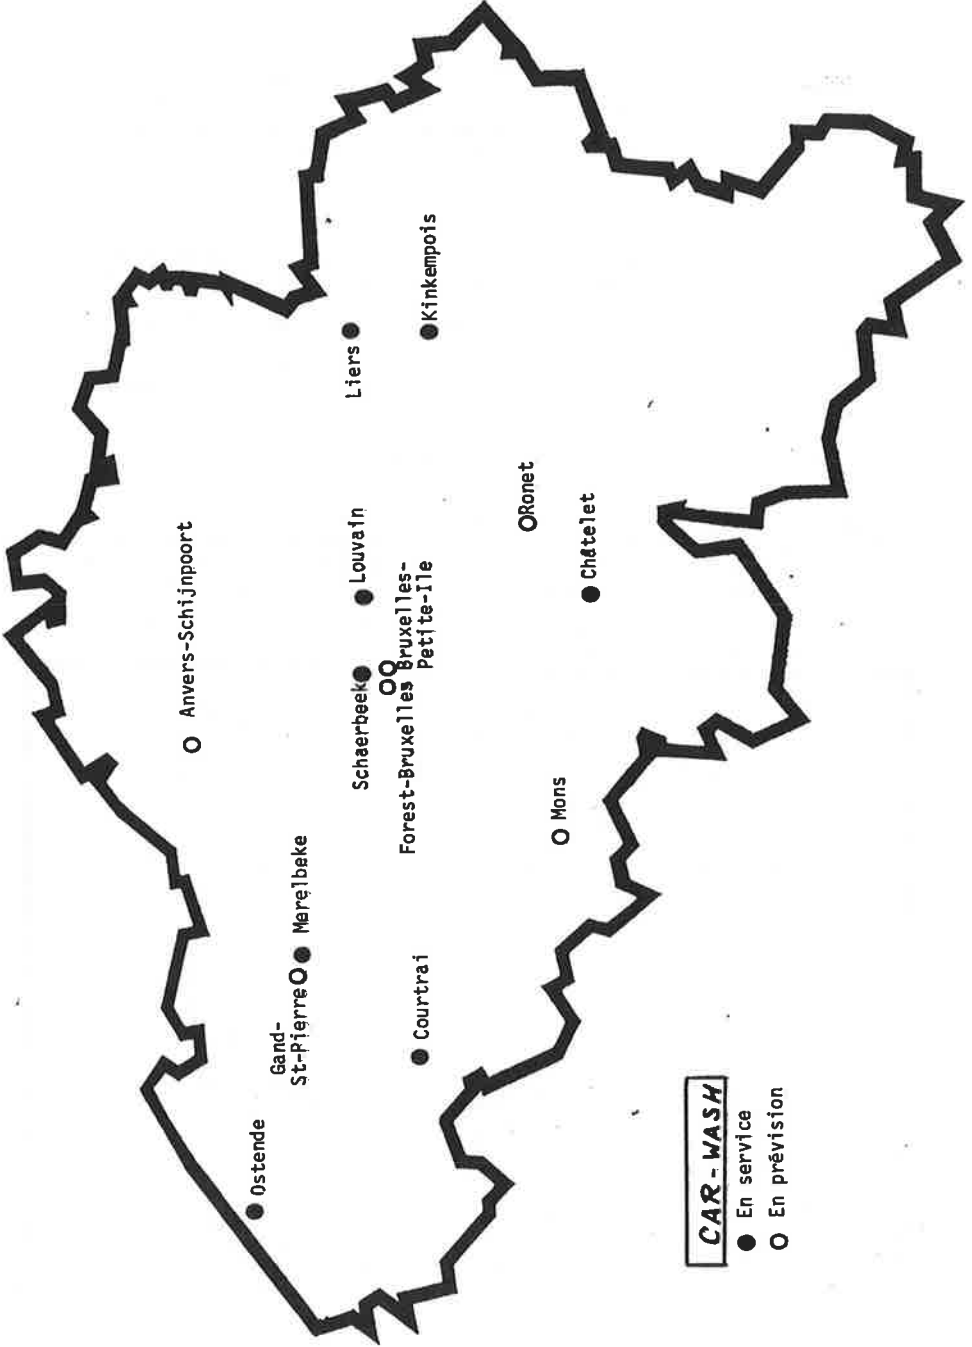 Anvers-Schijnpoort
Ostende
Gand-
St-Pierre
Merelbeke
Schaerbeek
Louvain
Liers
Forest-Bruxelles
Bruxelles-
Petite-Ile
Courtrai
Kinkempois
Ronet
Mons
Châtelet
CAR-WASH
En service
En prévision